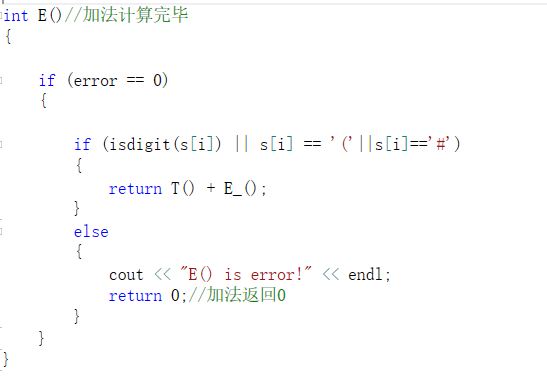 int E()//加法计算完毕
{
if (error == 0)
{
if (isdigit(s[i]) || s[i] == '('||s[i]=='#')
{
return T() + E_();
}
else
{
cout << "E() is error!" << endl;
return 0;//加法返回0
}
}
}